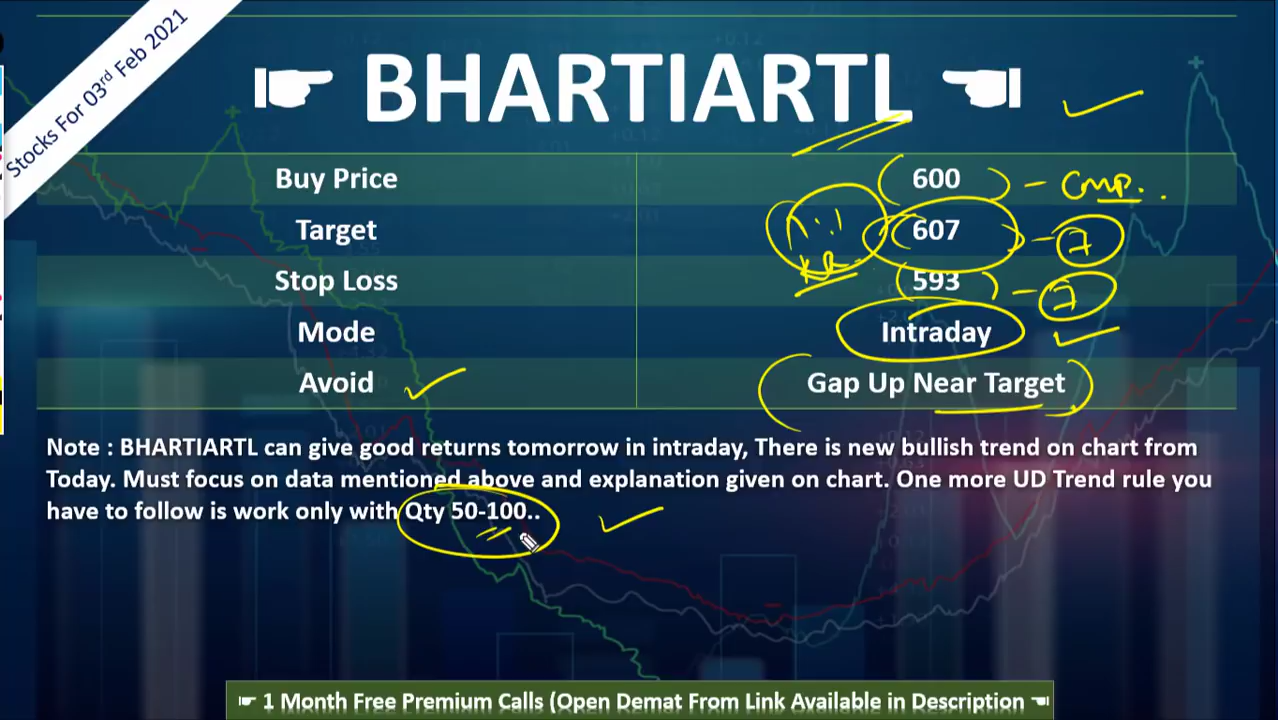 Stocks For 03rd Feb 2021
☛ BHARTIARTL ☚
Buy Price 600 - CMP.
Target 607 - 7
Stop Loss 593 - 7
Mode Intraday
Avoid Gap Up Near Target
Note : BHARTIARTL can give good returns tomorrow in intraday, There is new bullish trend on chart from
Today. Must focus on data mentioned above and explanation given on chart. One more UD Trend rule you
have to follow is work only with Qty 50-100..
☛ 1 Month Free Premium Calls (Open Demat From Link Available in Description ☚